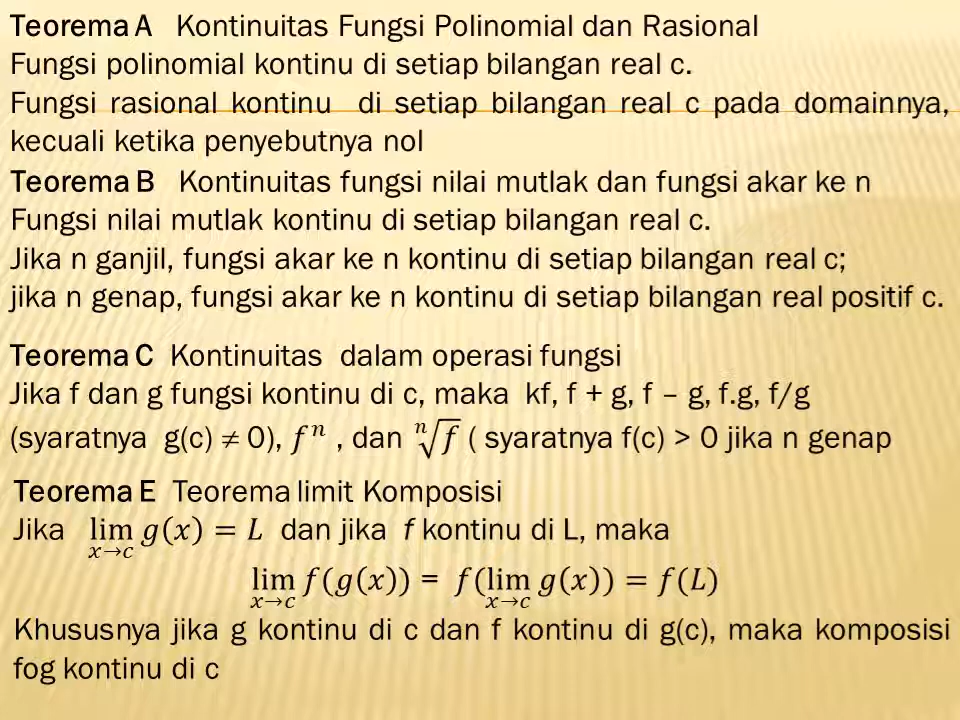 Teorema A Kontinuitas Fungsi Polinomial dan Rasional
Fungsi polinomial kontinu di setiap bilangan real c.
Fungsi rasional kontinu di setiap bilangan real c pada domainnya,
kecuali ketika penyebutnya nol
Teorema B Kontinuitas fungsi nilai mutlak dan fungsi akar ke n
Fungsi nilai mutlak kontinu di setiap bilangan real c.
Jika n ganjil, fungsi akar ke n kontinu di setiap bilangan real c;
jika n genap, fungsi akar ke n kontinu di setiap bilangan real positif c.
Teorema C Kontinuitas dalam operasi fungsi
Jika f dan g fungsi kontinu di c, maka kf, f + g, f – g, f.g, f/g
(syaratnya g(c) ≠ 0), fⁿ , dan ⁿ√f ( syaratnya f(c) > 0 jika n genap
Teorema E Teorema limit Komposisi
Jika lim x→c g(x) = L dan jika f kontinu di L, maka
lim x→c f(g(x)) = f(lim x→c g(x)) = f(L)
Khususnya jika g kontinu di c dan f kontinu di g(c), maka komposisi
fog kontinu di c